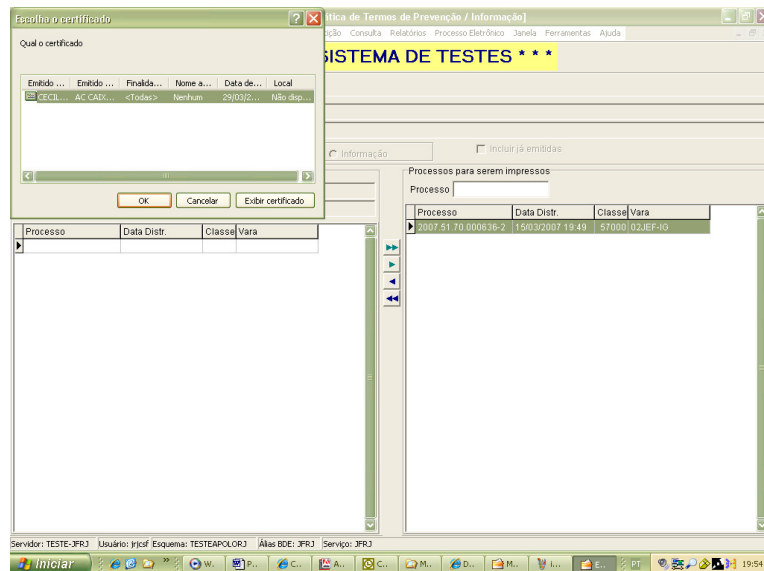 Escolha o certificado
ática de Termos de Prevenção / Informação]
ição Consulta Relatórios Processo Eletrônico Janela Ferramentas Ajuda
Qual o certificado
SISTEMA DE TESTES * * *
Emitido ... Emitido ... Finalida... Nome a... Data de... Local
CECIL... AC CAIX... <Todas> Nenhum 29/03/2... Não disp...
Informação
Incluir já emitidas
Processos para serem impressos
Processo
OK Cancelar Exibir certificado
Processo Data Distr. Classe Vara
2007.51.70.000636-2 15/03/2007 19:49 57000 02JEF-IG
Processo Data Distr. Classe Vara
Servidor: TESTE-JFRJ Usuário: jrjcsf Esquema: TESTEAPOLORJ Álias BDE: JFRJ Serviço: JFRJ
Iniciar
W.. P.. C... A... C... M... D... M... I... E... PT 19:54